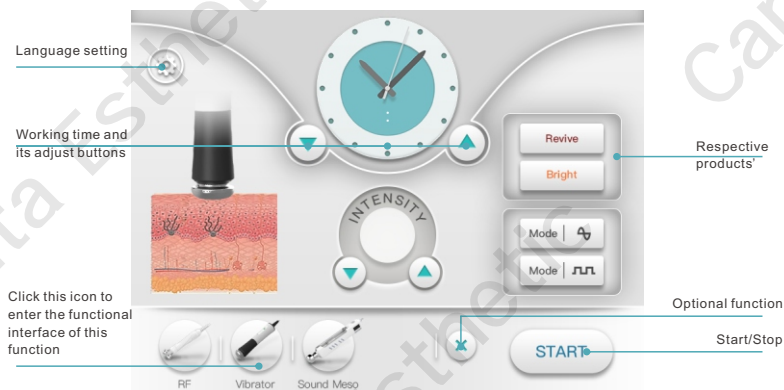 Language setting
Working time and
its adjust buttons
Revive
Bright
Respective
products'
INTENSITY
Mode
Mode
Click this icon to
enter the functional
interface of this
function
Optional function
START
Start/Stop
RF
Vibrator
Sound Meso